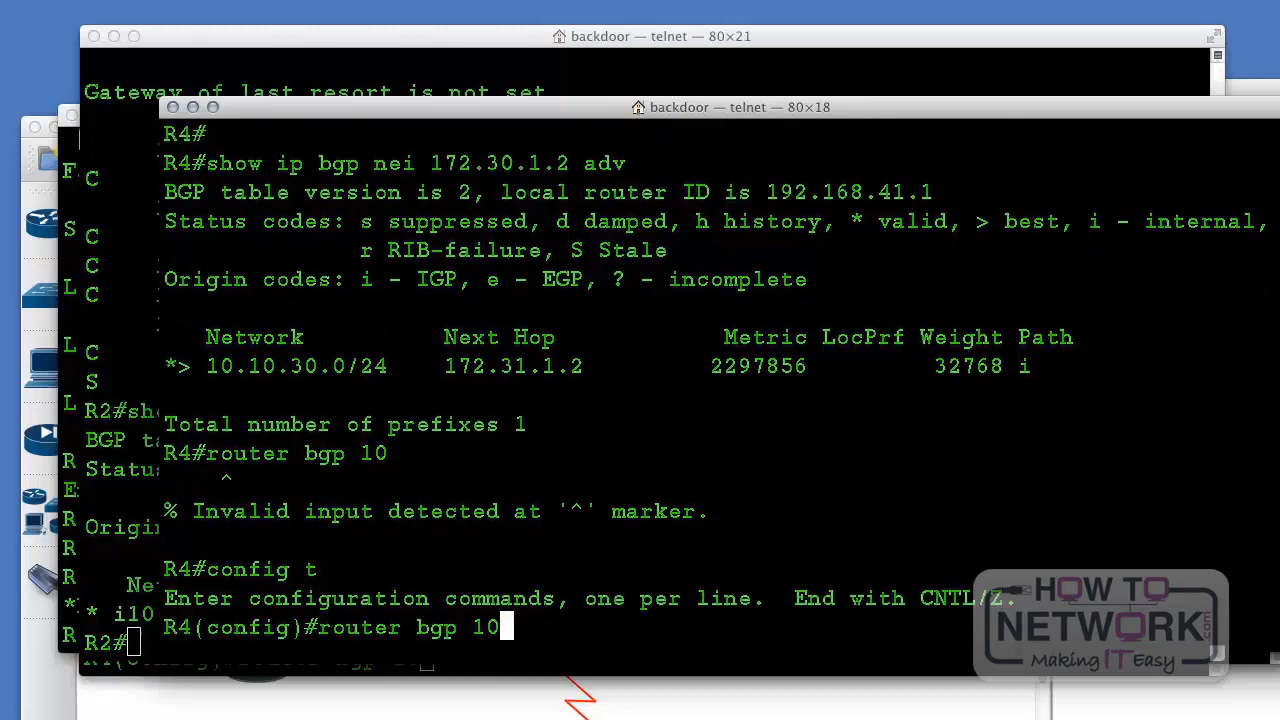 backdoor — telnet — 80×21
Gateway of last resort is not set
backdoor — telnet — 80×18
R4#
R4#show ip bgp nei 172.30.1.2 adv
BGP table version is 2, local router ID is 192.168.41.1
Status codes: s suppressed, d damped, h history, * valid, > best, i - internal,
r RIB-failure, S Stale
Origin codes: i - IGP, e - EGP, ? - incomplete
Network Next Hop Metric LocPrf Weight Path
*> 10.10.30.0/24 172.31.1.2 2297856 32768 i
Total number of prefixes 1
R4#router bgp 10
^
% Invalid input detected at '^' marker.
R4#config t
Enter configuration commands, one per line. End with CNTL/Z.
R4(config)#router bgp 10
C
C
C
C
C
S
R2#sho
BGP ta
Status
Origin
Ne
* i10
R2#
F
S
L
L
L
R
E
R
R
R
*
R
HOW TO
NETWORK.COM
Making IT Easy